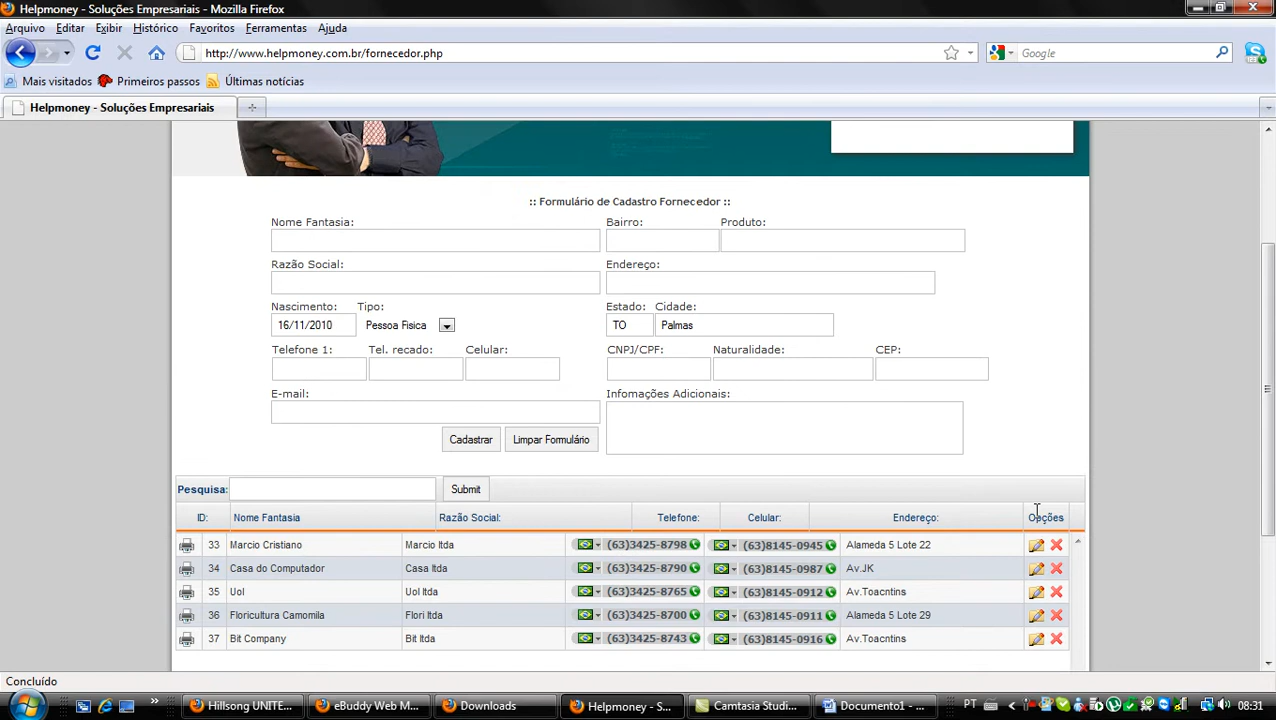 Helpmoney - Soluções Empresariais - Mozilla Firefox
Arquivo Editar Exibir Histórico Favoritos Ferramentas Ajuda
http://www.helpmoney.com.br/fornecedor.php Google
Mais visitados Primeiros passos Últimas notícias
Helpmoney - Soluções Empresariais
:: Formulário de Cadastro Fornecedor ::
Nome Fantasia: Bairro: Produto:
Razão Social: Endereço:
Nascimento: Tipo: Estado: Cidade:
16/11/2010 Pessoa Fisica TO Palmas
Telefone 1: Tel. recado: Celular: CNPJ/CPF: Naturalidade: CEP:
E-mail: Infomações Adicionais:
Cadastrar Limpar Formulário
Pesquisa: Submit
ID: Nome Fantasia Razão Social: Telefone: Celular: Endereço: Opções
33 Marcio Cristiano Marcio ltda (63)3425-8798 (63)8145-0945 Alameda 5 Lote 22
34 Casa do Computador Casa ltda (63)3425-8790 (63)8145-0987 Av.JK
35 Uol Uol ltda (63)3425-8765 (63)8145-0912 Av.Toacntins
36 Floricultura Camomila Flori ltda (63)3425-8700 (63)8145-0911 Alameda 5 Lote 29
37 Bit Company Bit ltda (63)3425-8743 (63)8145-0916 Av.Toacntins
Concluído
Hillsong UNITE... eBuddy Web M... Downloads Helpmoney - S... Camtasia Studi... Documento1 - ... PT 08:31